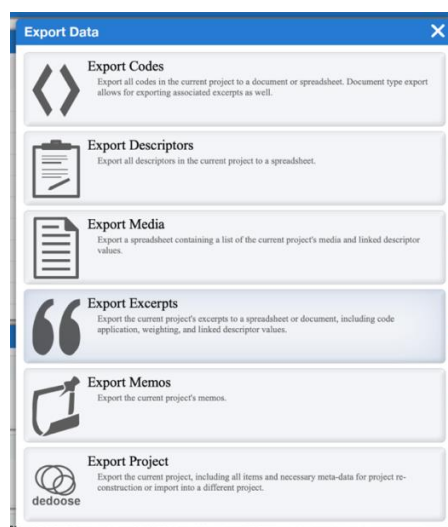 Export Data
Export Codes
Export all codes in the current project to a document or spreadsheet. Document type export
allows for exporting associated excerpts as well.
Export Descriptors
Export all descriptors in the current project to a spreadsheet.
Export Media
Export a spreadsheet containing a list of the current project's media and linked descriptor
values.
Export Excerpts
Export the current project's excerpts to a spreadsheet or document, including code
application, weighting, and linked descriptor values.
Export Memos
Export the current project's memos.
Export Project
Export the current project, including all items and necessary meta-data for project re-
construction or import into a different project.
dedoose